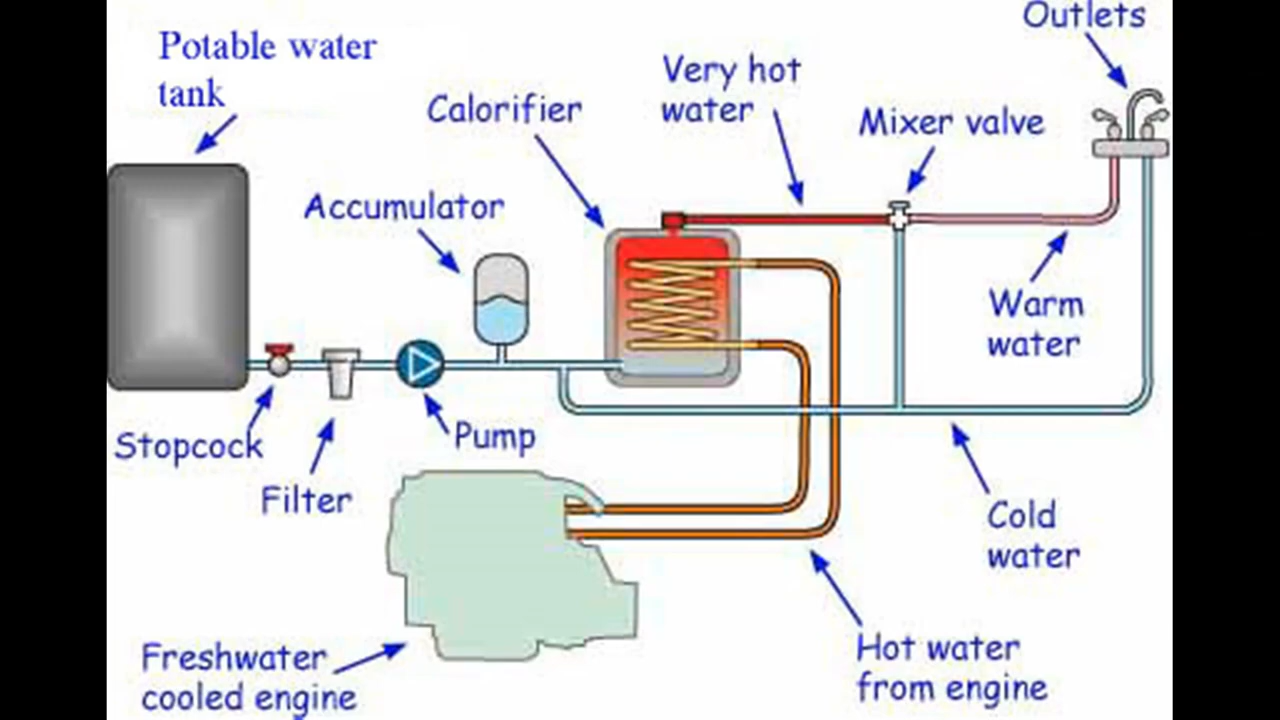 Outlets
Potable water
tank
Very hot
water
Calorifier
Mixer valve
Accumulator
Warm
water
Stopcock
Pump
Filter
Cold
water
Freshwater
cooled engine
Hot water
from engine